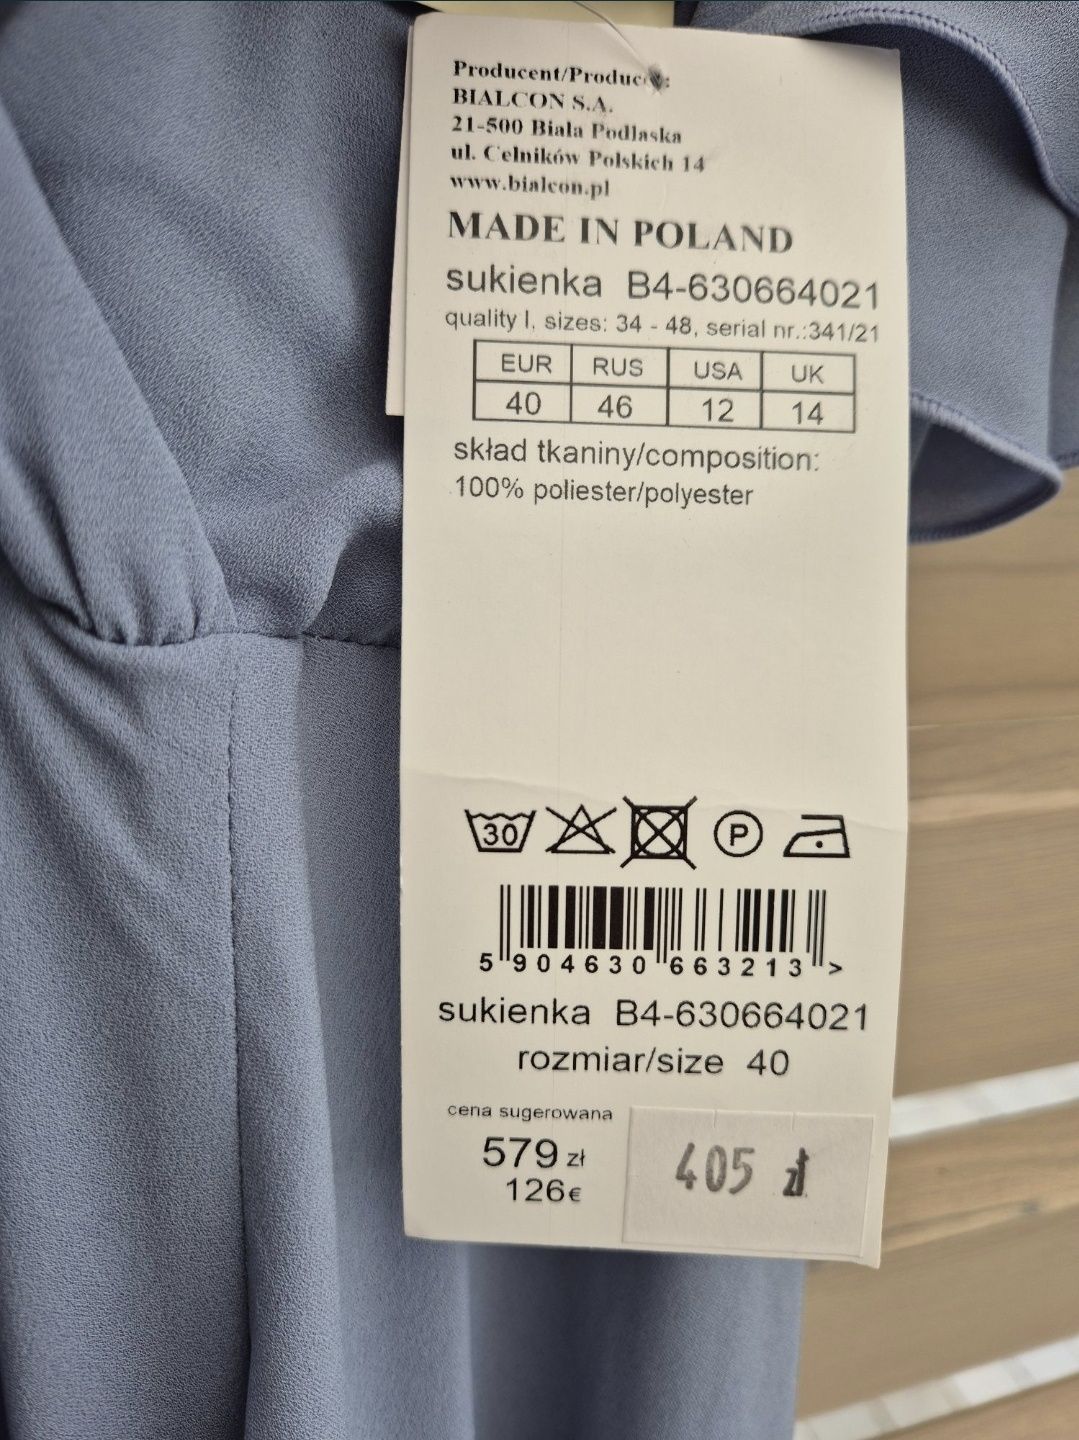 Producent/Producer:
BIALCON S.A.
21-500 Biała Podlaska
ul. Celników Polskich 14
www.bialcon.pl
MADE IN POLAND
sukienka B4-630664021
quality I, sizes: 34 - 48, serial nr.:341/21
EUR RUS USA UK
40 46 12 14
skład tkaniny/composition:
100% poliester/polyester
30 P
5 904630 663213 >
sukienka B4-630664021
rozmiar/size 40
cena sugerowana
579 zł
126€
405 zł